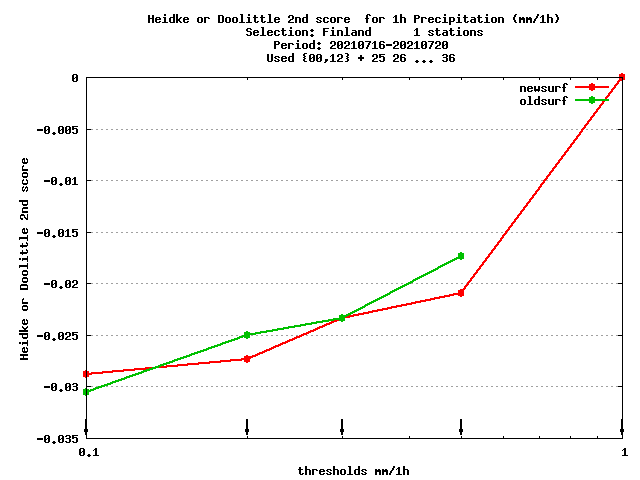 Heidke or Doolittle 2nd score  for 1h Precipitation (mm/1h)
Selection: Finland      1 stations
Period: 20210716-20210720
Used {00,12} + 25 26 ... 36
newsurf
oldsurf
0
-0.005
-0.01
-0.015
-0.02
-0.025
-0.03
-0.035
Heidke or Doolittle 2nd score
0.1
1
thresholds mm/1h